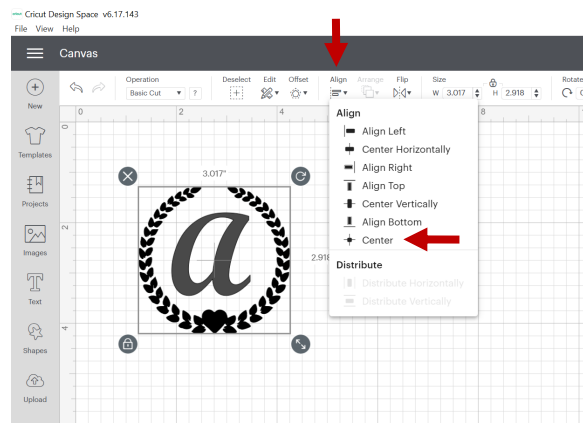 Cricut Design Space v6.17.143
File View Help
Canvas
Operation Deselect Edit Offset Align Arrange Flip Size Rotate
Basic Cut ▼ ? W 3.017 H 2.918
New
Templates
Projects
Images
Text
Shapes
Upload
0 2 4 8
0
2
4
3.017"
2.918
a
Align
Align Left
Center Horizontally
Align Right
Align Top
Center Vertically
Align Bottom
Center
Distribute
Distribute Horizontally
Distribute Vertically